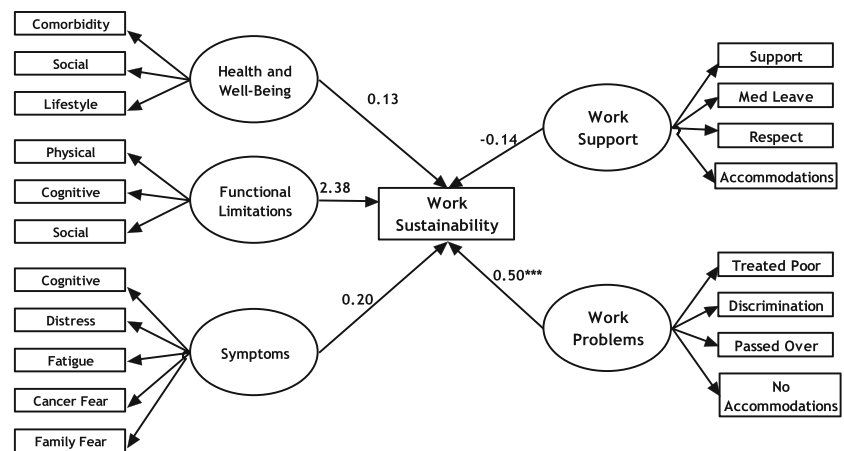 Comorbidity
Social
Lifestyle
Health and
Well-Being
0.13
Physical
Cognitive
Social
Functional
Limitations
2.38
Cognitive
Distress
Fatigue
Cancer Fear
Family Fear
Symptoms
0.20
Work
Sustainability
-0.14
Work
Support
Support
Med Leave
Respect
Accommodations
0.50***
Work
Problems
Treated Poor
Discrimination
Passed Over
No
Accommodations